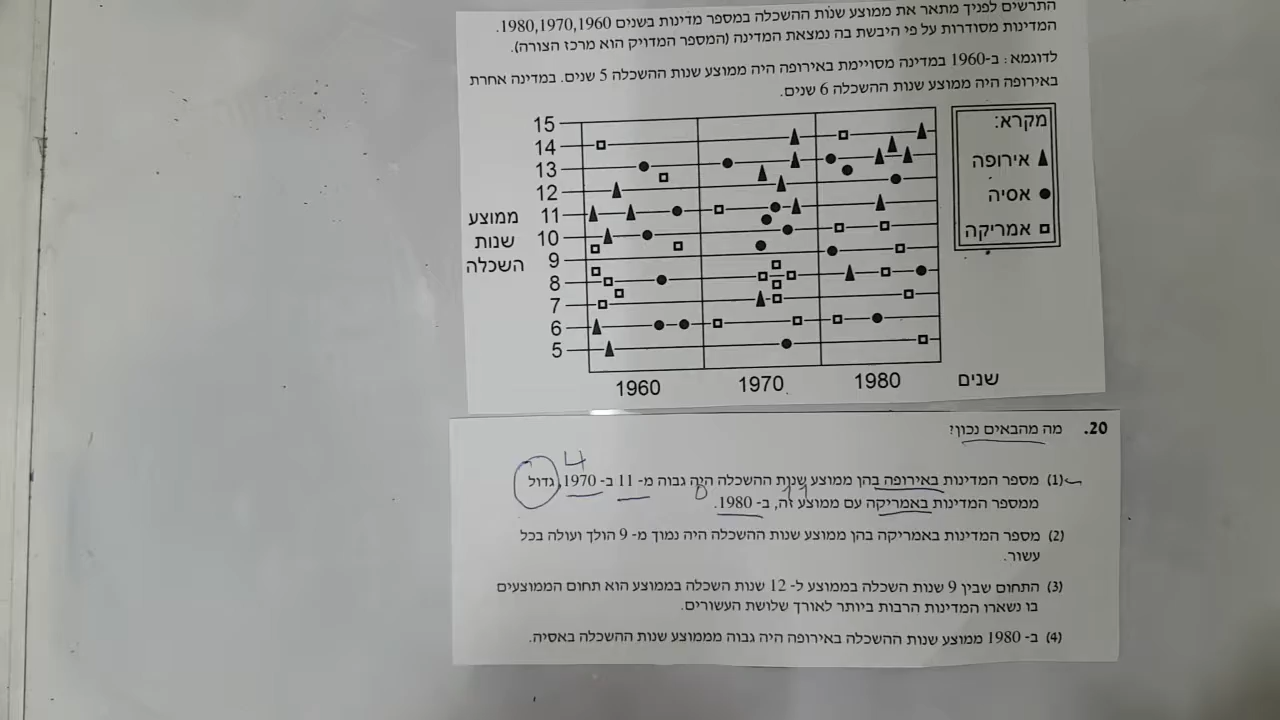 התרשים לפניך מתאר את ממוצע שנות ההשכלה במספר מדינות בשנים 1980,1970,1960.
המדינות מסודרות על פי היבשת בה נמצאת המדינה (המספר המדויק הוא מרכז הצורה).
לדוגמא: ב-1960 במדינה מסויימת באירופה היה ממוצע שנות ההשכלה 5 שנים. במדינה אחרת
באירופה היה ממוצע שנות ההשכלה 6 שנים.
מקרא:
אירופה
אסיה
אמריקה
ממוצע
שנות
השכלה
15
14
13
12
11
10
9
8
7
6
5
1960 1970 1980 שנים
20. מה מהבאים נכון?
4
(1) מספר המדינות באירופה בהן ממוצע שנות ההשכלה היה גבוה מ- 11 ב- 1970, גדול
ממספר המדינות באמריקה עם ממוצע זה, ב- 1980.
(2) מספר המדינות באמריקה בהן ממוצע שנות ההשכלה היה נמוך מ- 9 הולך ועולה בכל
עשור.
(3) התחום שבין 9 שנות השכלה בממוצע ל- 12 שנות השכלה בממוצע הוא תחום הממוצעים
בו נשארו המדינות הרבות ביותר לאורך שלושת העשורים.
(4) ב- 1980 ממוצע שנות ההשכלה באירופה היה גבוה מממוצע שנות ההשכלה באסיה.